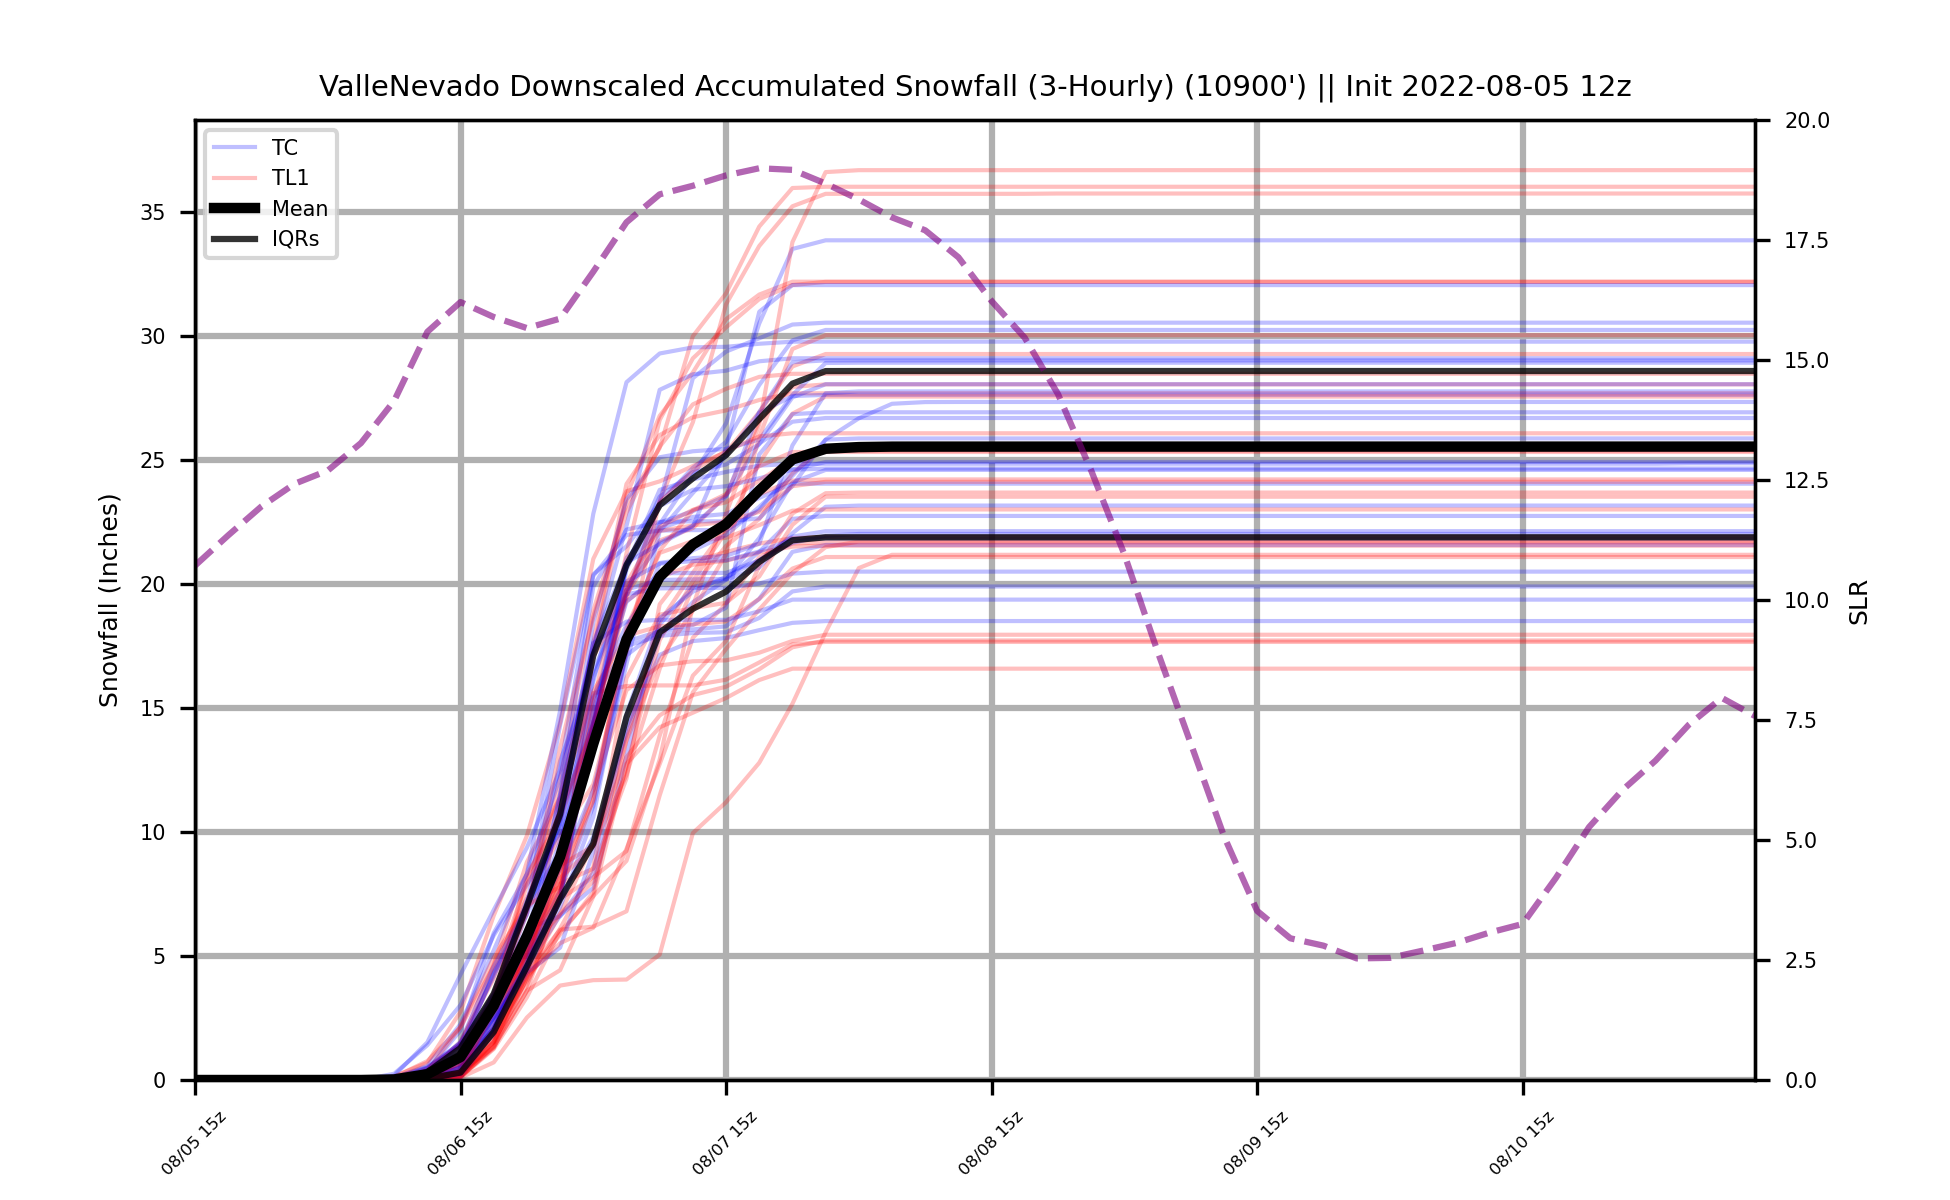 ValleNevado Downscaled Accumulated Snowfall (3-Hourly) (10900') || Init 2022-08-05 12z
TC
TL1
Mean
IQRs
Snowfall (Inches)
35
30
25
20
15
10
5
0
20.0
17.5
15.0
12.5
10.0
7.5
5.0
2.5
0.0
SLR
08/05 15z
08/06 15z
08/07 15z
08/08 15z
08/09 15z
08/10 15z